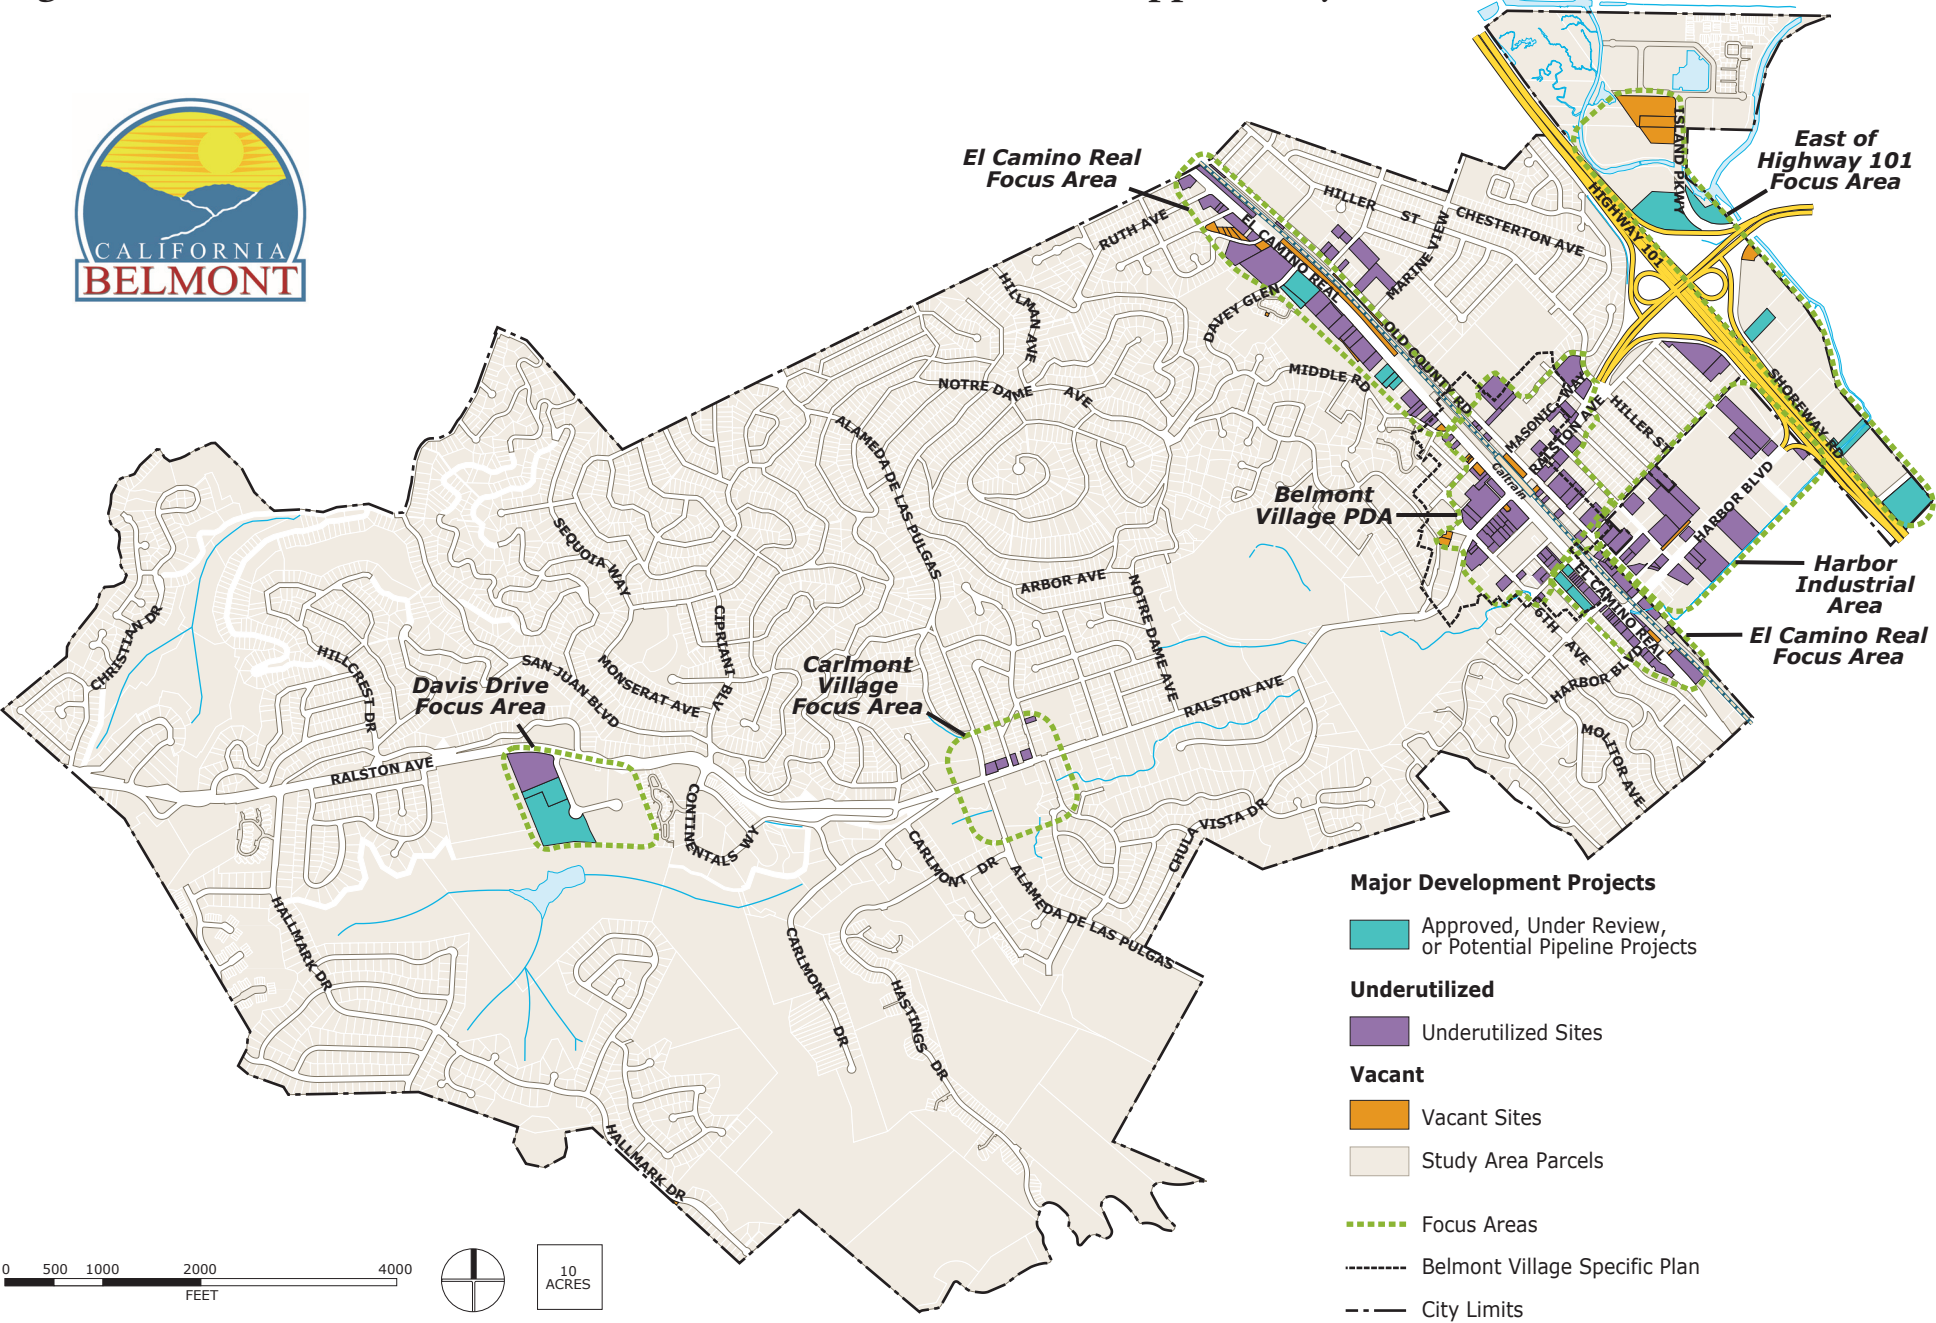 CALIFORNIA
BELMONT
El Camino Real
Focus Area
East of
Highway 101
Focus Area
ISLAND PKWY
HIGHWAY 101
HILLER ST
CHESTERTON AVE
MARINE VIEW
RUTH AVE
EL CAMINO REAL
DAVEY GLEN
OLD COUNTY RD
MIDDLE RD
HILLMAN AVE
NOTRE DAME AVE
MASONIC WAY
RALSTON AVE
HILLER ST
SHOREWAY RD
HARBOR BLVD
Caltrain
Belmont
Village PDA
Harbor
Industrial
Area
El Camino Real
Focus Area
EL CAMINO REAL
6TH AVE
HARBOR BLVD
MOLITOR AVE
ALAMEDA DE LAS PULGAS
SEQUOIA WAY
CIPRIANI BLV
ARBOR AVE
NOTRE DAME AVE
CHRISTIAN DR
HILLCREST DR
SAN JUAN BLVD
MONSERAT AVE
Davis Drive
Focus Area
Carlmont
Village
Focus Area
RALSTON AVE
RALSTON AVE
CONTINENTALS WY
CARLMONT DR
CHULA VISTA DR
ALAMEDA DE LAS PULGAS
HALLMARK DR
CARLMONT DR
HASTINGS DR
HALLMARK DR
Major Development Projects
Approved, Under Review,
or Potential Pipeline Projects
Underutilized
Underutilized Sites
Vacant
Vacant Sites
Study Area Parcels
Focus Areas
Belmont Village Specific Plan
City Limits
0 500 1000 2000 4000
FEET
10
ACRES